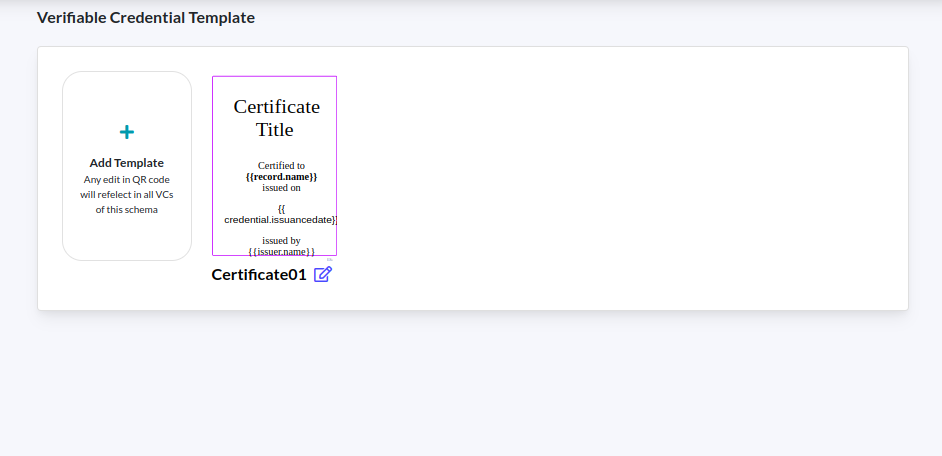 Verifiable Credential Template
Add Template
Any edit in QR code
will refelect in all VCs
of this schema
Certificate
Title
Certified to
{{record.name}}
issued on
{{
credential.issuancedate}}
issued by
{{issuer.name}}
Certificate01